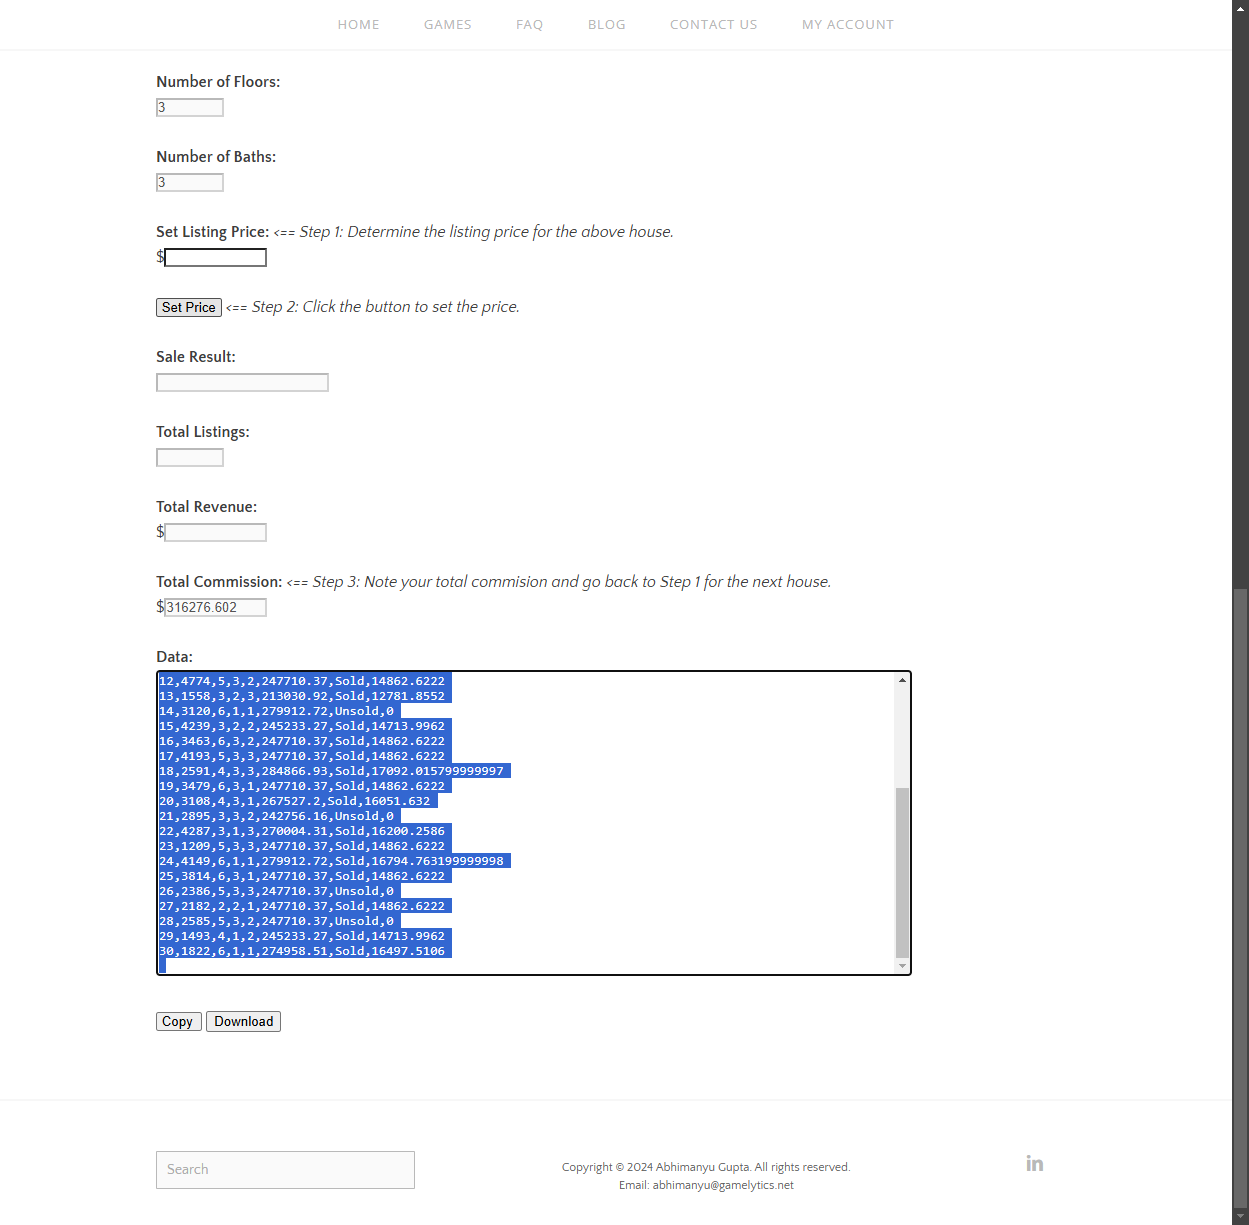 HOME GAMES FAQ BLOG CONTACT US MY ACCOUNT
Number of Floors:
3
Number of Baths:
3
Set Listing Price: <== Step 1: Determine the listing price for the above house.
$
Set Price <== Step 2: Click the button to set the price.
Sale Result:
Total Listings:
Total Revenue:
$
Total Commission: <== Step 3: Note your total commision and go back to Step 1 for the next house.
$316276.602
Data:
12,4774,5,3,2,247710.37,Sold,14862.6222
13,1558,3,2,3,213030.92,Sold,12781.8552
14,3120,6,1,1,279912.72,Unsold,0
15,4239,3,2,2,245233.27,Sold,14713.9962
16,3463,6,3,2,247710.37,Sold,14862.6222
17,4193,5,3,3,247710.37,Sold,14862.6222
18,2591,4,3,3,284866.93,Sold,17092.015799999997
19,3479,6,3,1,247710.37,Sold,14862.6222
20,3108,4,3,1,267527.2,Sold,16051.632
21,2895,3,3,2,242756.16,Unsold,0
22,4287,3,1,3,270004.31,Sold,16200.2586
23,1209,5,3,3,247710.37,Sold,14862.6222
24,4149,6,1,1,279912.72,Sold,16794.763199999998
25,3814,6,3,1,247710.37,Sold,14862.6222
26,2386,5,3,3,247710.37,Unsold,0
27,2182,2,2,1,247710.37,Sold,14862.6222
28,2585,5,3,2,247710.37,Unsold,0
29,1493,4,1,2,245233.27,Sold,14713.9962
30,1822,6,1,1,274958.51,Sold,16497.5106
Copy Download
Search
Copyright © 2024 Abhimanyu Gupta. All rights reserved.
Email: abhimanyu@gamelytics.net
in